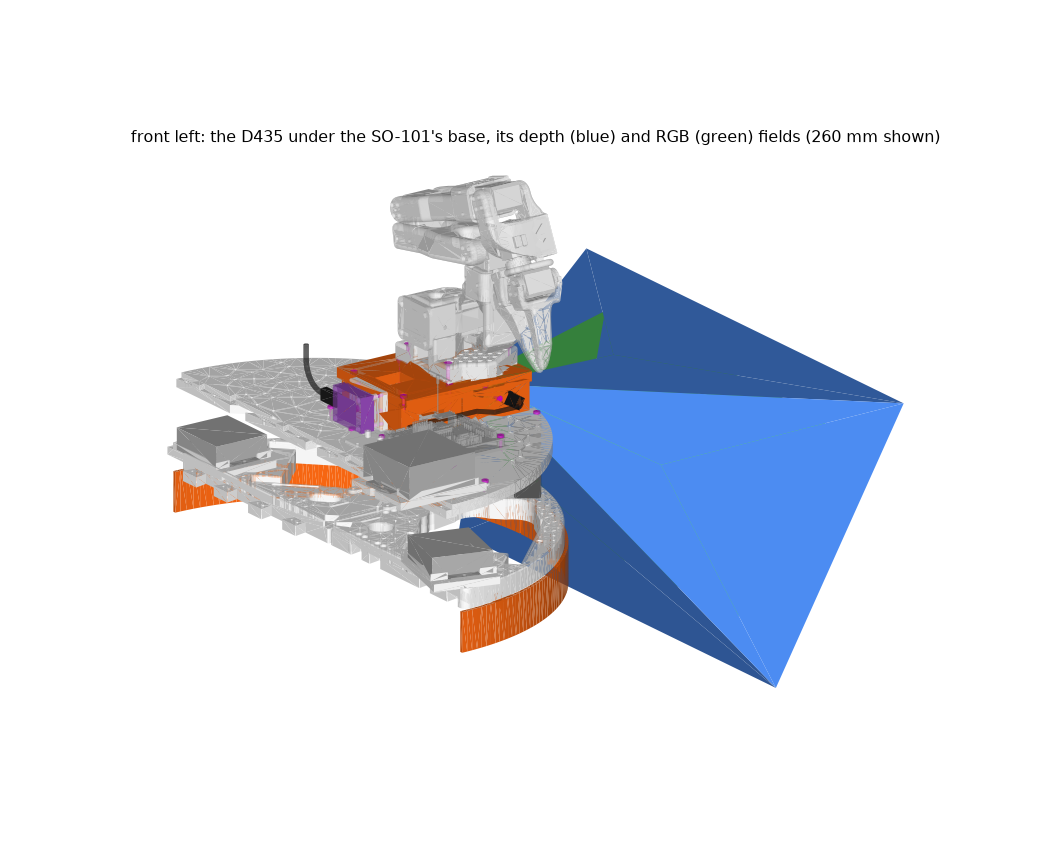 front left: the D435 under the SO-101's base, its depth (blue) and RGB (green) fields (260 mm shown)